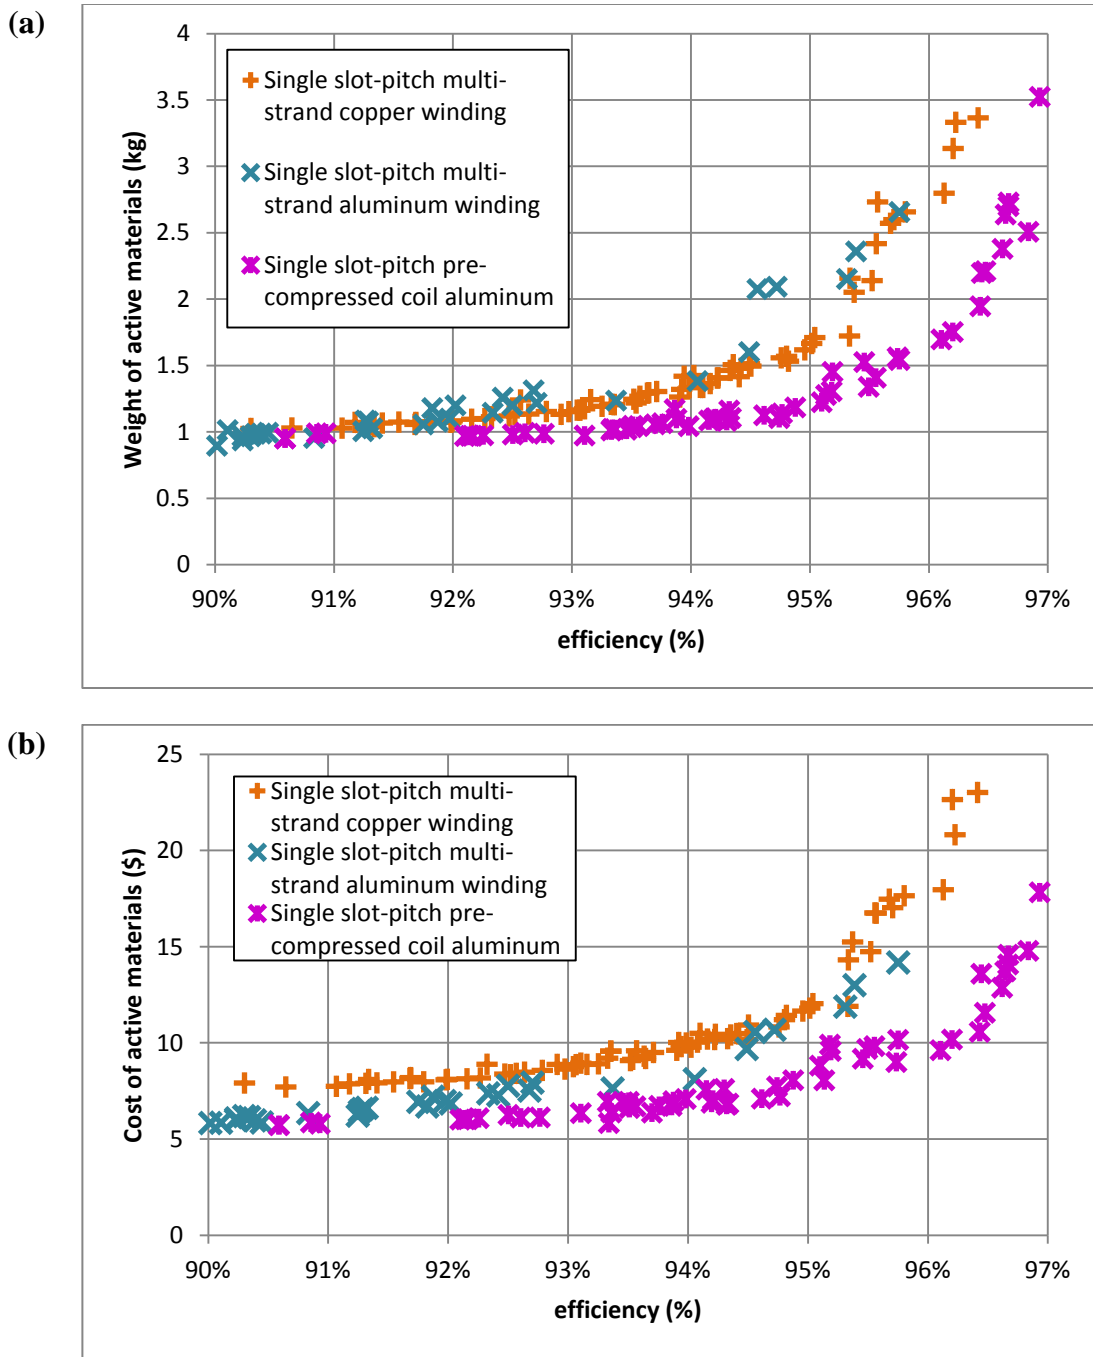 (a)
4
3.5
3
2.5
2
1.5
1
0.5
0
Weight of active materials (kg)
Single slot-pitch multi-
strand copper winding
Single slot-pitch multi-
strand aluminum winding
Single slot-pitch pre-
compressed coil aluminum
90% 91% 92% 93% 94% 95% 96% 97%
efficiency (%)
(b)
25
20
15
10
5
0
Cost of active materials ($)
Single slot-pitch multi-
strand copper winding
Single slot-pitch multi-
strand aluminum winding
Single slot-pitch pre-
compressed coil aluminum
90% 91% 92% 93% 94% 95% 96% 97%
efficiency (%)